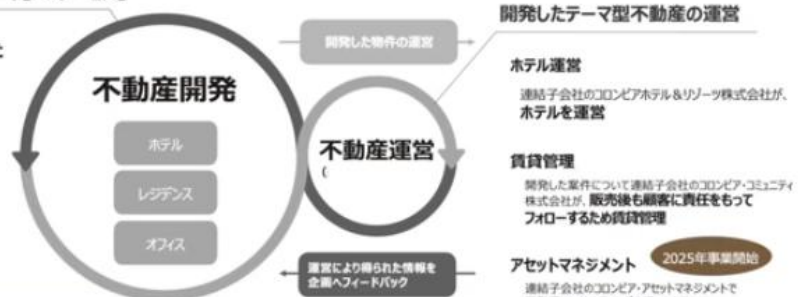 開発したテーマ型不動産の運営
開発した物件の運営
不動産開発
ホテル
レジデンス
オフィス
不動産運営
(
運営により得られた情報を
企画へフィードバック
ホテル運営
連結子会社のコロンビアホテル&リゾーツ株式会社が、
ホテルを運営
賃貸管理
開発した案件について連結子会社のコロンビア・コミュニティ
株式会社が、販売後も顧客に責任をもって
フォローするため賃貸管理
アセットマネジメント
2025年事業開始
連結子会社のコロンビア・アセットマネジメントで